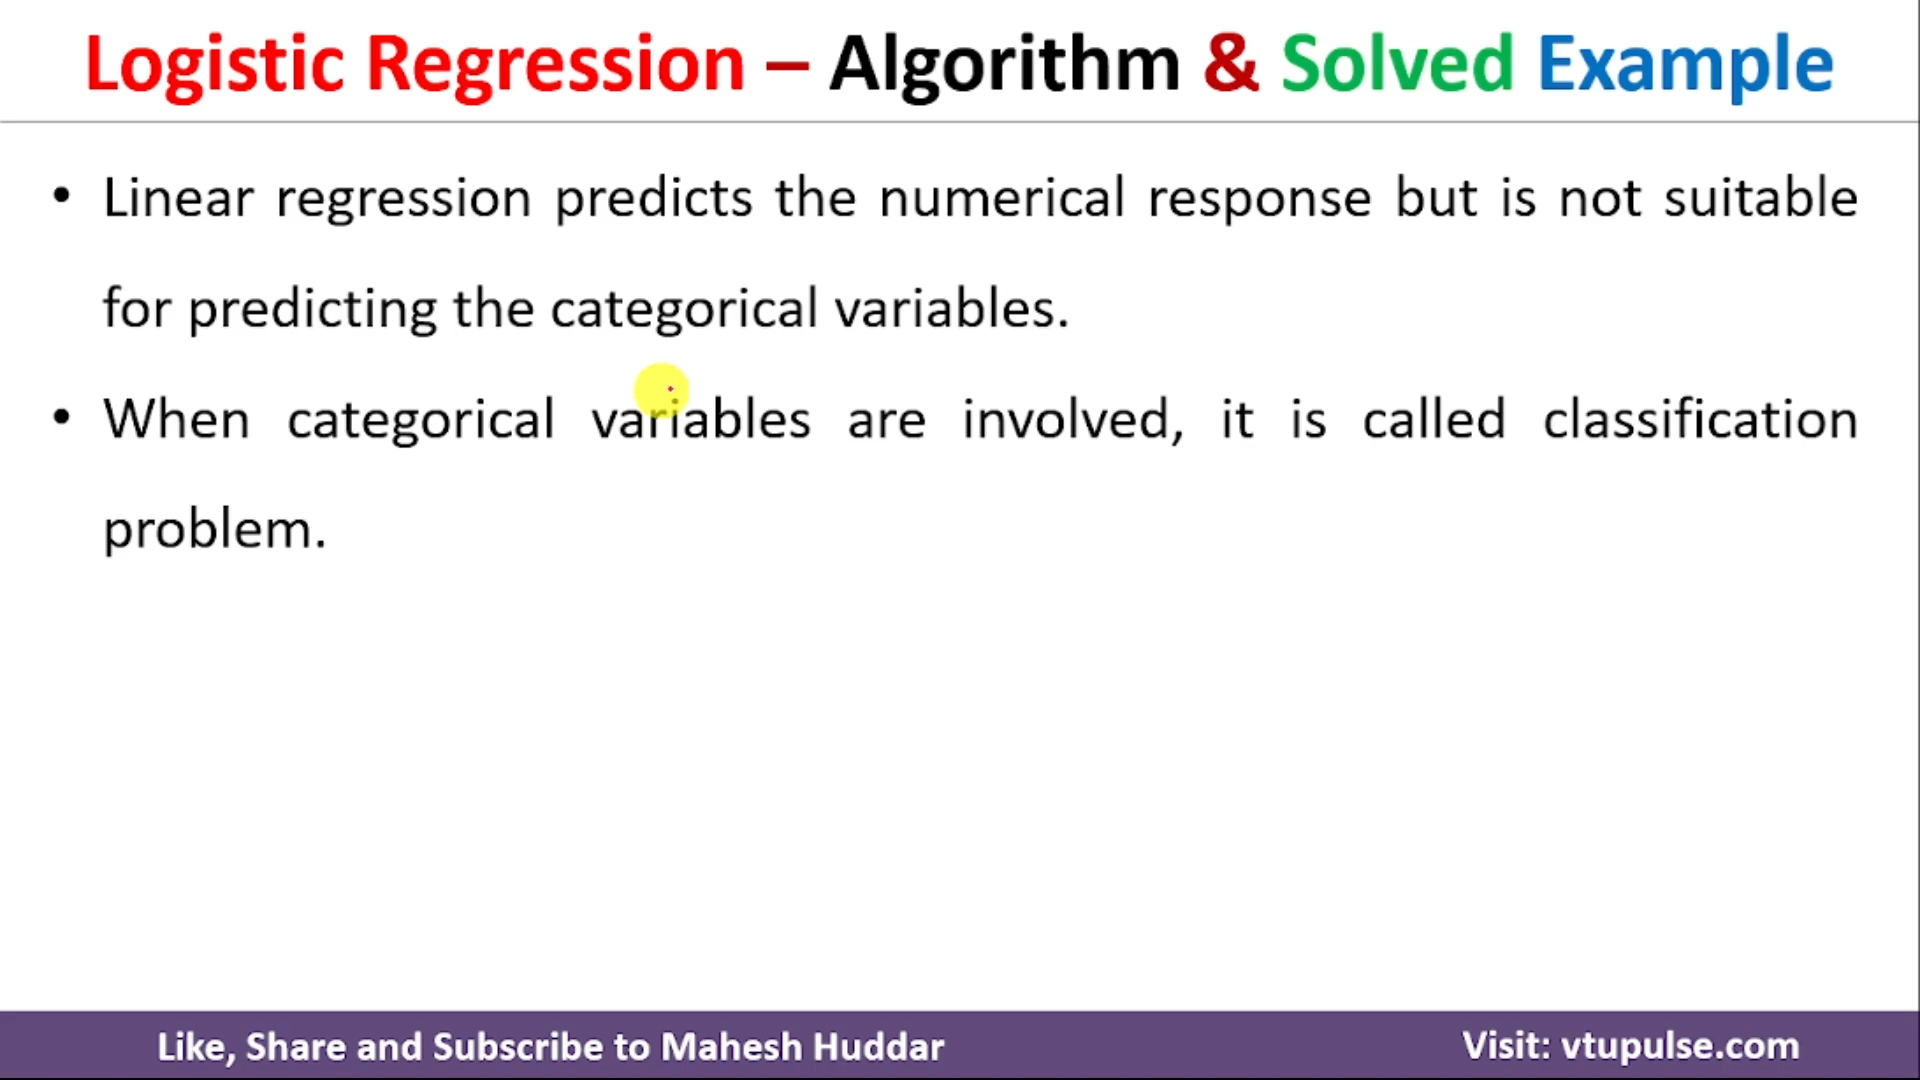 Logistic Regression – Algorithm & Solved Example
• Linear regression predicts the numerical response but is not suitable
for predicting the categorical variables.
• When categorical variables are involved, it is called classification
problem.
Like, Share and Subscribe to Mahesh Huddar
Visit: vtupulse.com